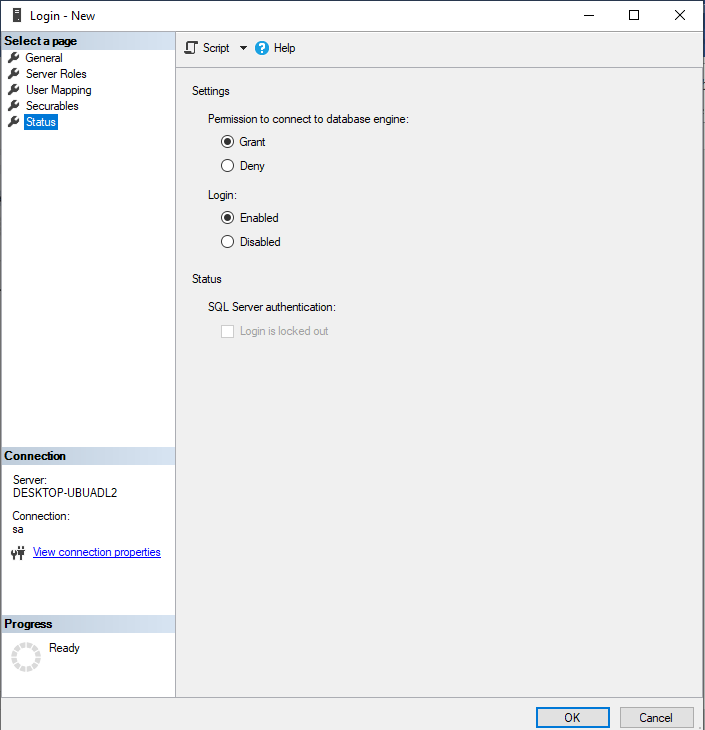 Login - New
Select a page
General
Server Roles
User Mapping
Securables
Status
Script
Help
Settings
Permission to connect to database engine:
Grant
Deny
Login:
Enabled
Disabled
Status
SQL Server authentication:
Login is locked out
Connection
Server:
DESKTOP-UBUADL2
Connection:
sa
View connection properties
Progress
Ready
OK
Cancel